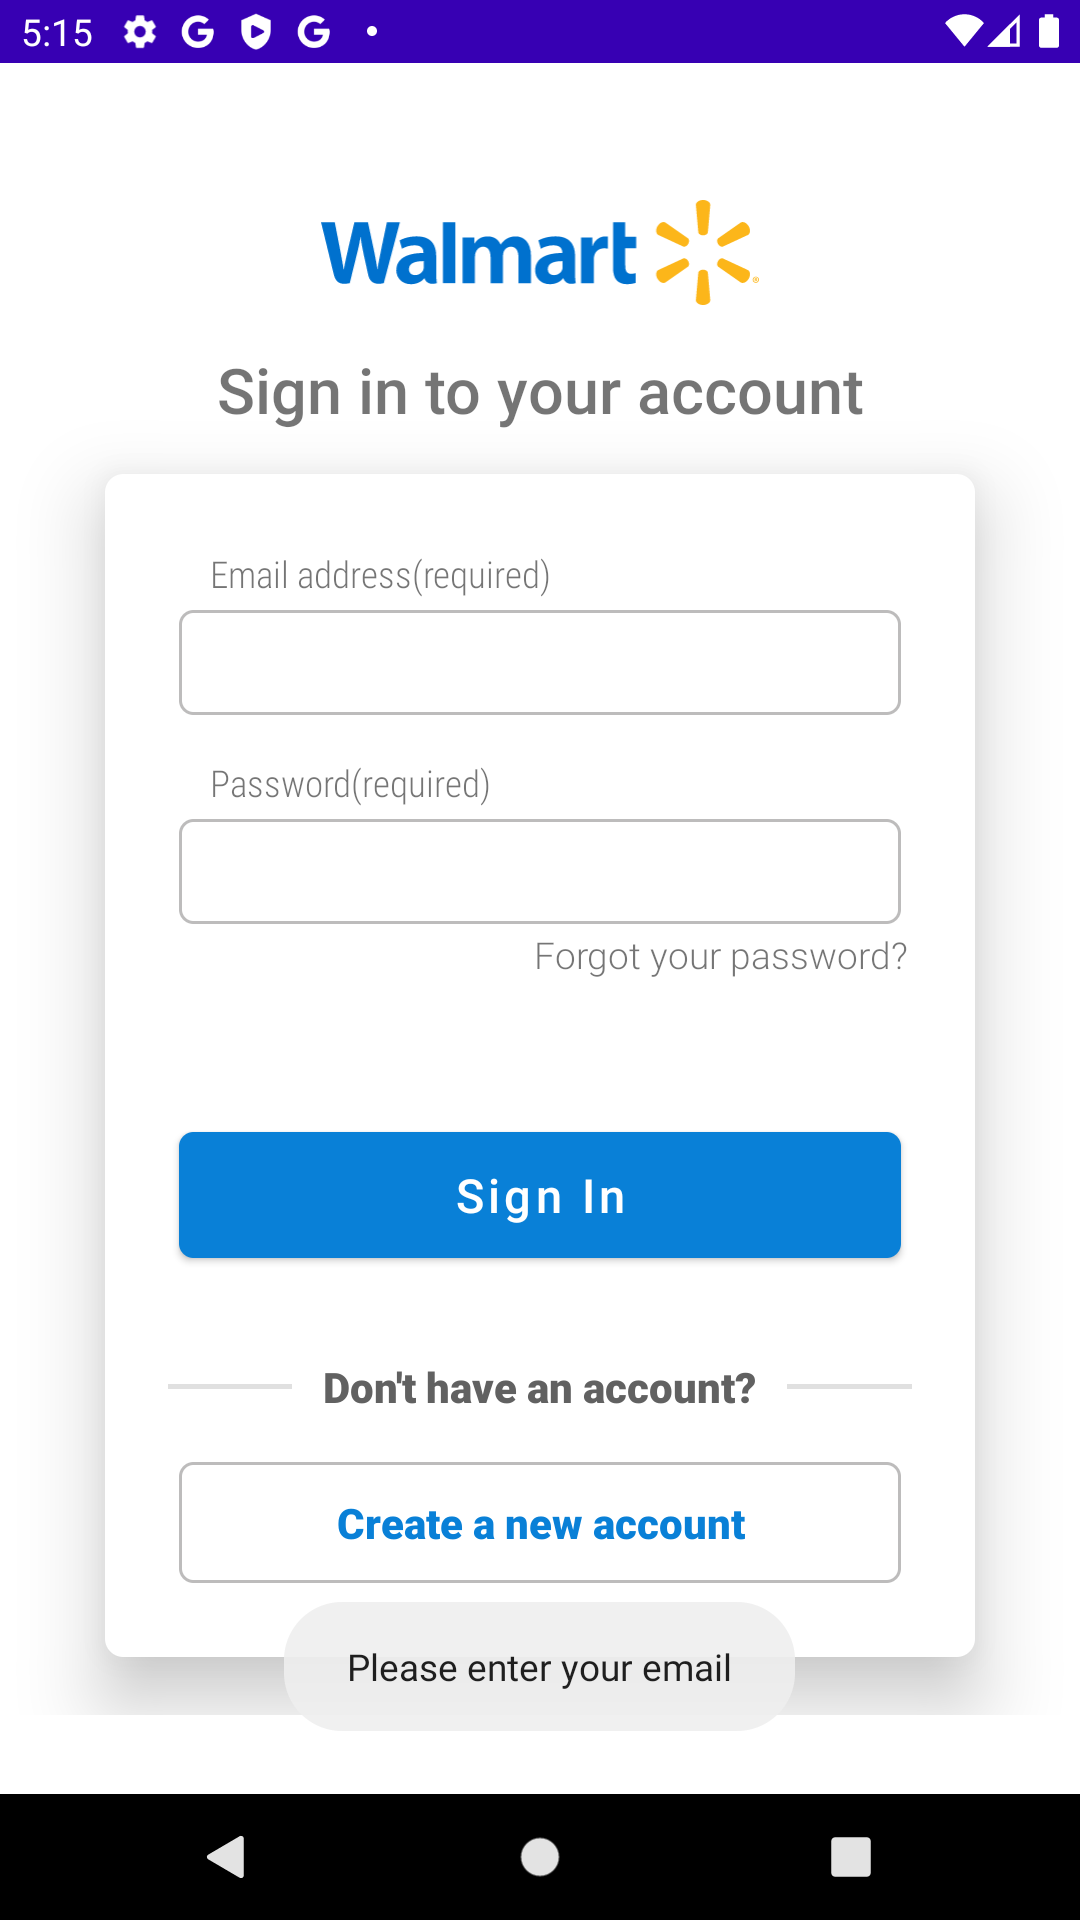 5:15
Walmart
Sign in to your account
Email address(required)
Password(required)
Forgot your password?
Sign In
Don't have an account?
Create a new account
Please enter your email